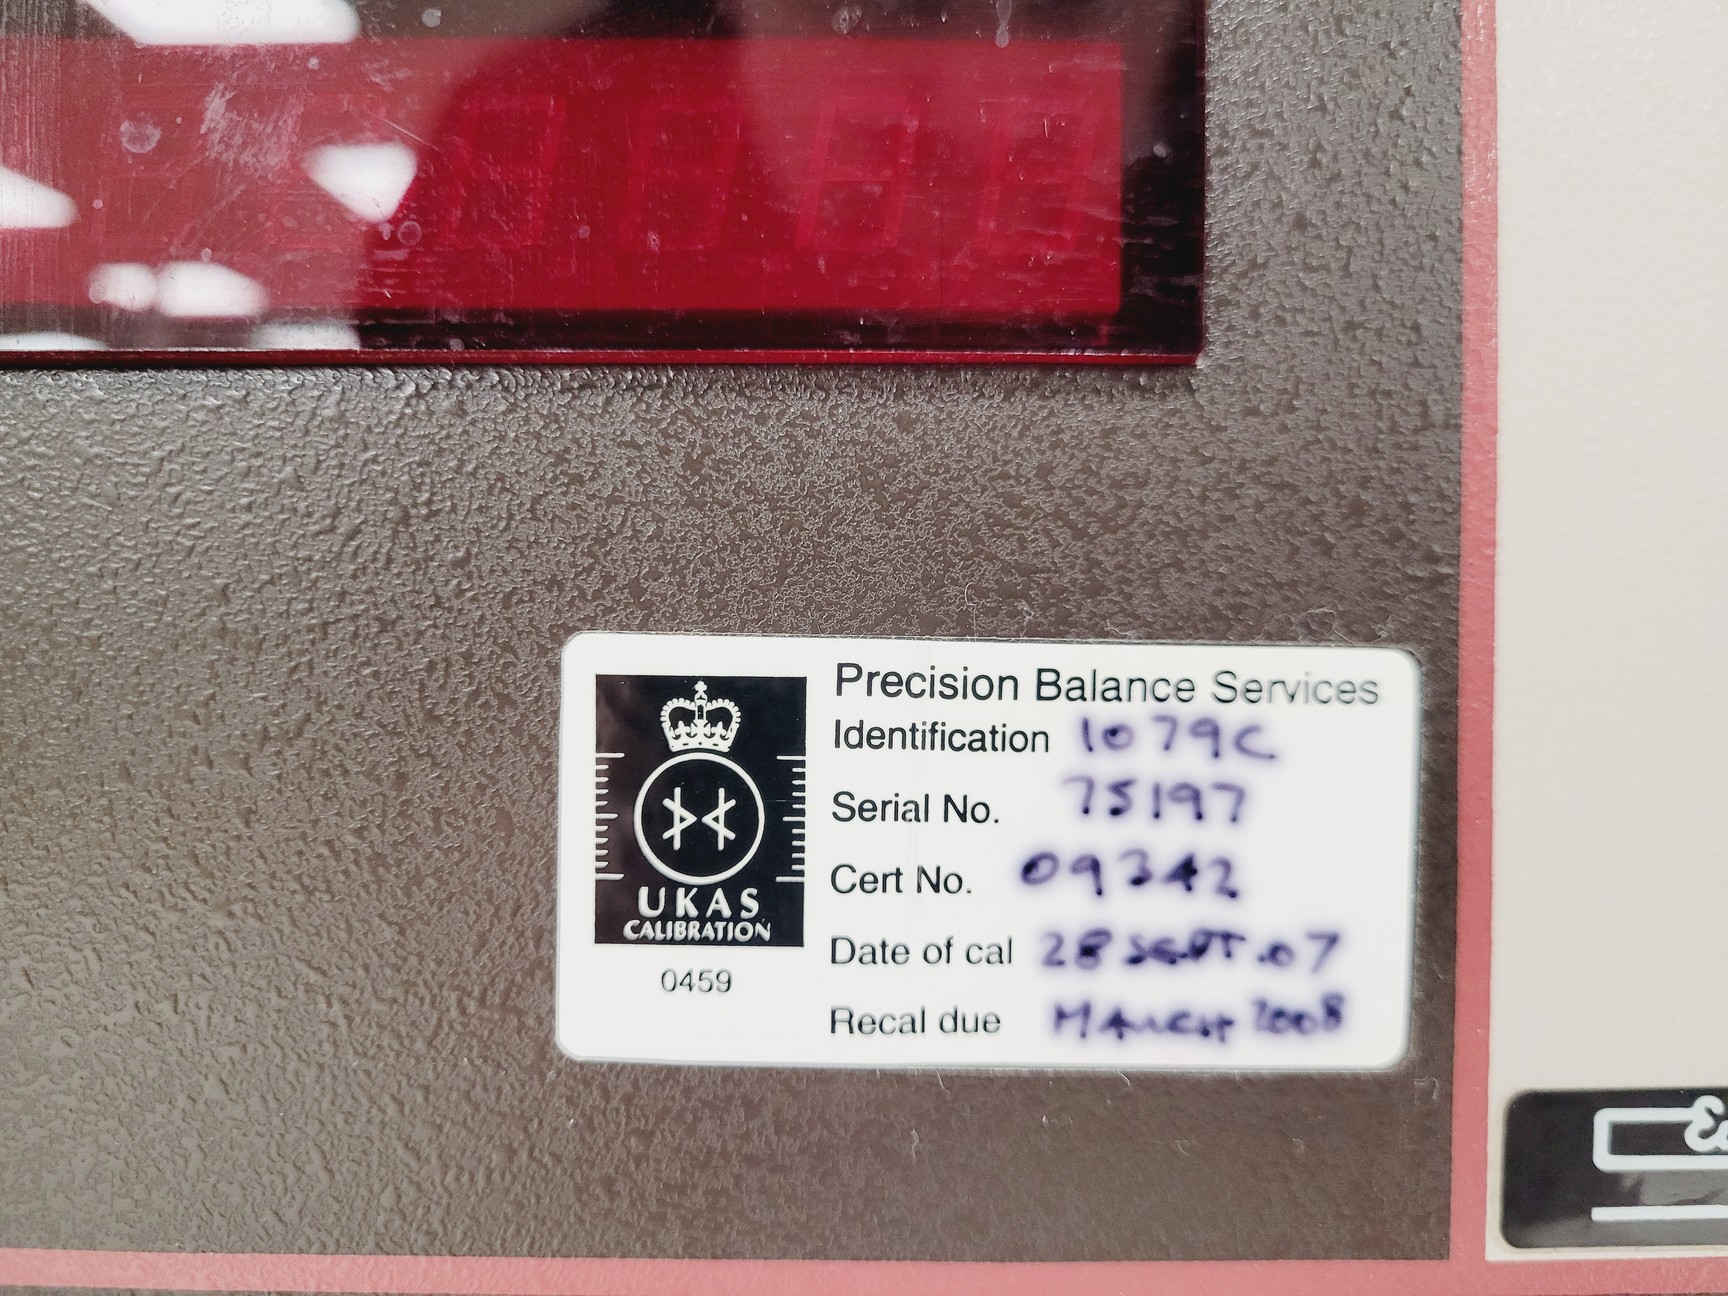 UKAS
CALIBRATION
0459
Precision Balance Services
Identification 1079C
Serial No. 75197
Cert No. 09342
Date of cal 28 SEPT .07
Recal due MARCH 2008